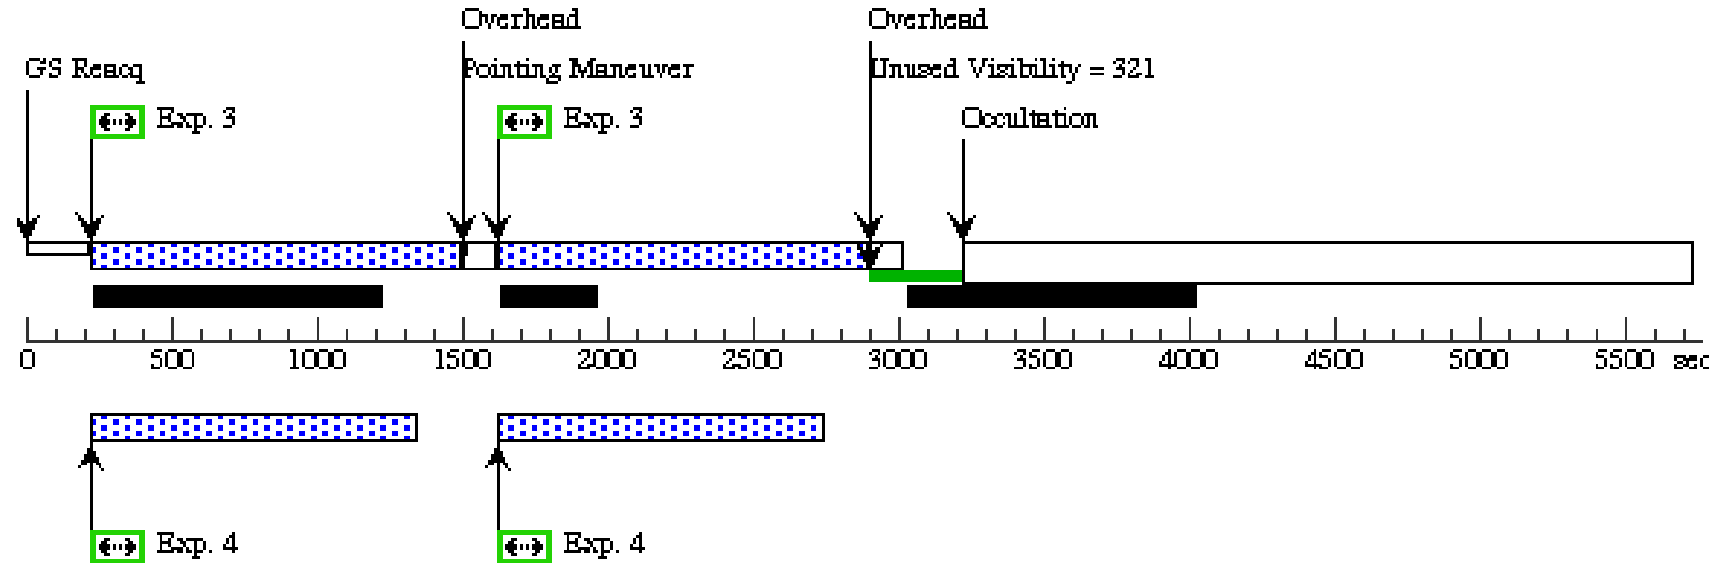 Overhead
Overhead
GS Reacq
Pointing Maneuver
Unused Visibility = 321
Exp. 3
Exp. 3
Occultation
0 500 1000 1500 2000 2500 3000 3500 4000 4500 5000 5500 sec
Exp. 4
Exp. 4